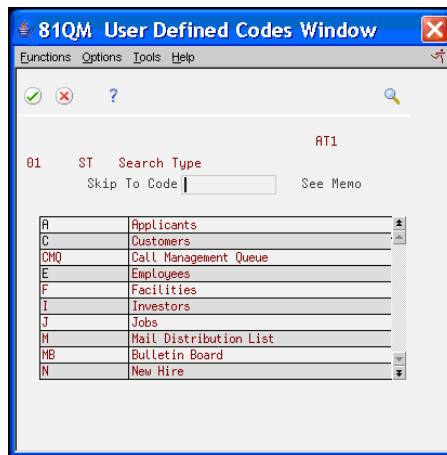 81QM User Defined Codes Window
Functions Options Tools Help
?
AT1
01 ST Search Type
Skip To Code See Memo
A Applicants
C Customers
CMQ Call Management Queue
E Employees
F Facilities
I Investors
J Jobs
M Mail Distribution List
MB Bulletin Board
N New Hire